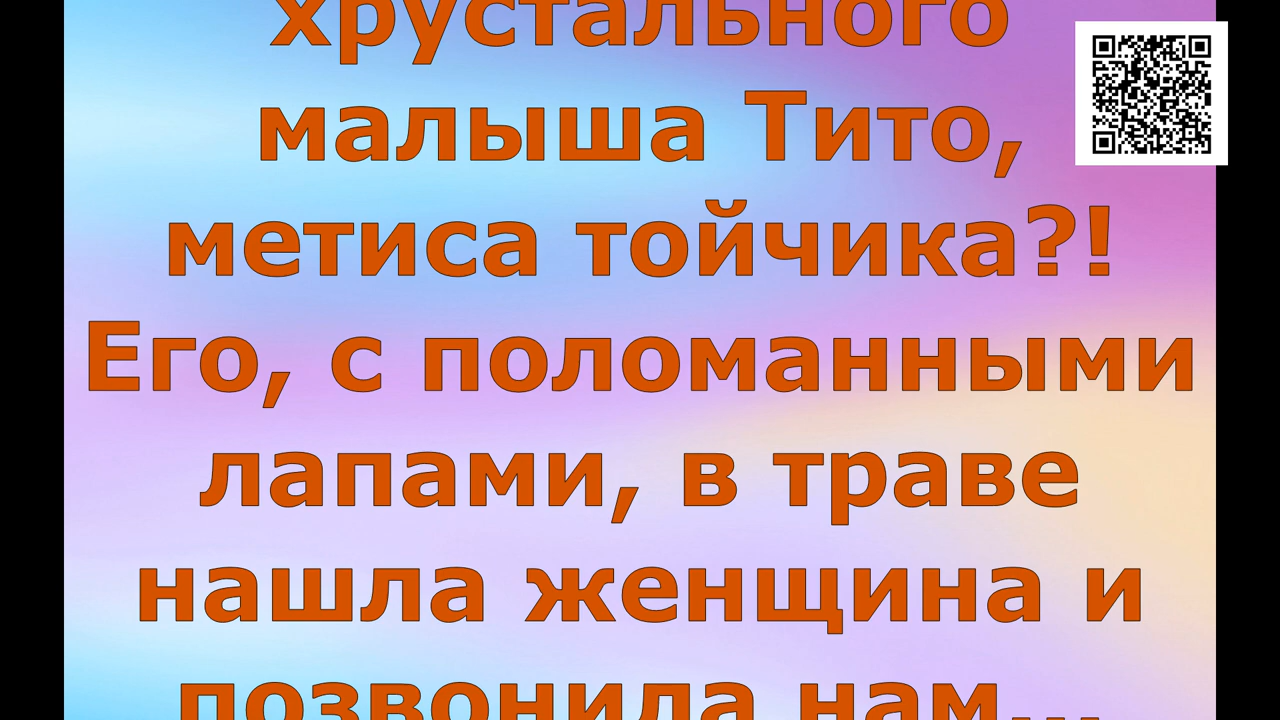 хрустального
малыша Тито,
метиса тойчика?!
Его, с поломанными
лапами, в траве
нашла женщина и
позвонила нам...